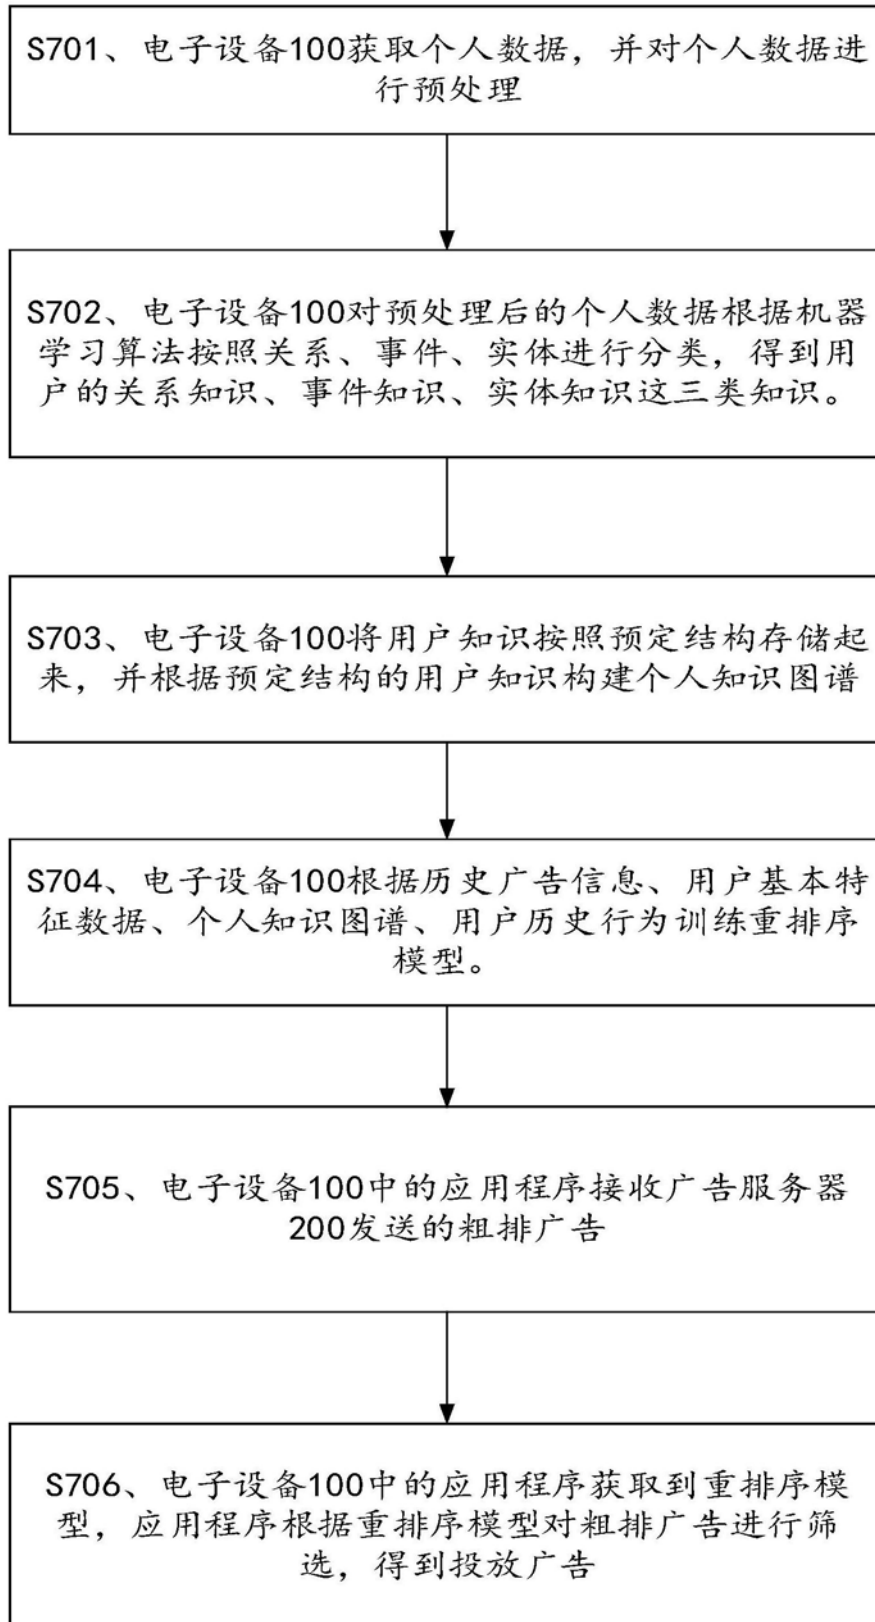 S701、电子设备100获取个人数据，并对个人数据进
行预处理
S702、电子设备100对预处理后的个人数据根据机器
学习算法按照关系、事件、实体进行分类，得到用
户的关系知识、事件知识、实体知识这三类知识。
S703、电子设备100将用户知识按照预定结构存储起
来，并根据预定结构的用户知识构建个人知识图谱
S704、电子设备100根据历史广告信息、用户基本特
征数据、个人知识图谱、用户历史行为训练重排序
模型。
S705、电子设备100中的应用程序接收广告服务器
200发送的粗排广告
S706、电子设备100中的应用程序获取到重排序模
型，应用程序根据重排序模型对粗排广告进行筛
选，得到投放广告